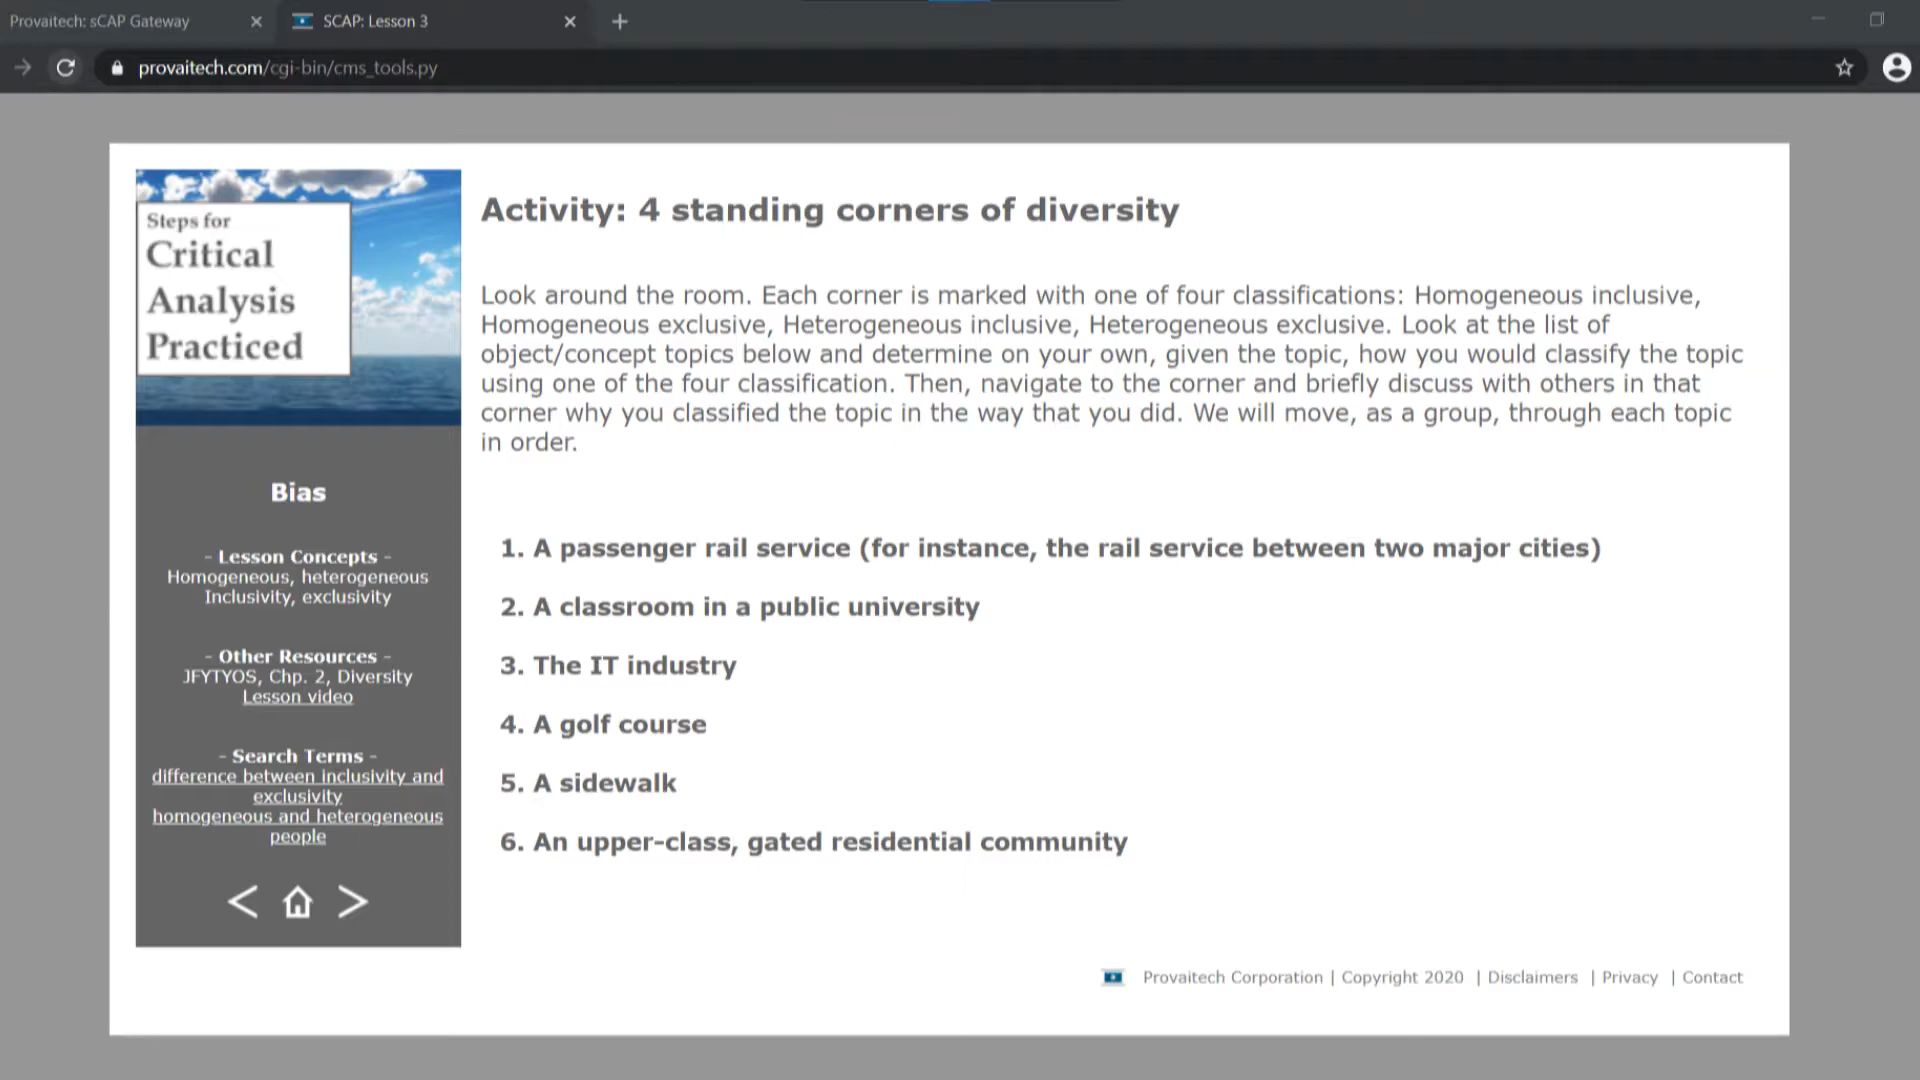 Provaitech: sCAP Gateway
SCAP: Lesson 3
provaitech.com/cgi-bin/cms_tools.py
Steps for
Critical
Analysis
Practiced
Bias
- Lesson Concepts -
Homogeneous, heterogeneous
Inclusivity, exclusivity
- Other Resources -
JFYTYOS, Chp. 2, Diversity
Lesson video
- Search Terms -
difference between inclusivity and
exclusivity
homogeneous and heterogeneous
people
Activity: 4 standing corners of diversity
Look around the room. Each corner is marked with one of four classifications: Homogeneous inclusive,
Homogeneous exclusive, Heterogeneous inclusive, Heterogeneous exclusive. Look at the list of
object/concept topics below and determine on your own, given the topic, how you would classify the topic
using one of the four classification. Then, navigate to the corner and briefly discuss with others in that
corner why you classified the topic in the way that you did. We will move, as a group, through each topic
in order.
1. A passenger rail service (for instance, the rail service between two major cities)
2. A classroom in a public university
3. The IT industry
4. A golf course
5. A sidewalk
6. An upper-class, gated residential community
Provaitech Corporation | Copyright 2020 | Disclaimers | Privacy | Contact